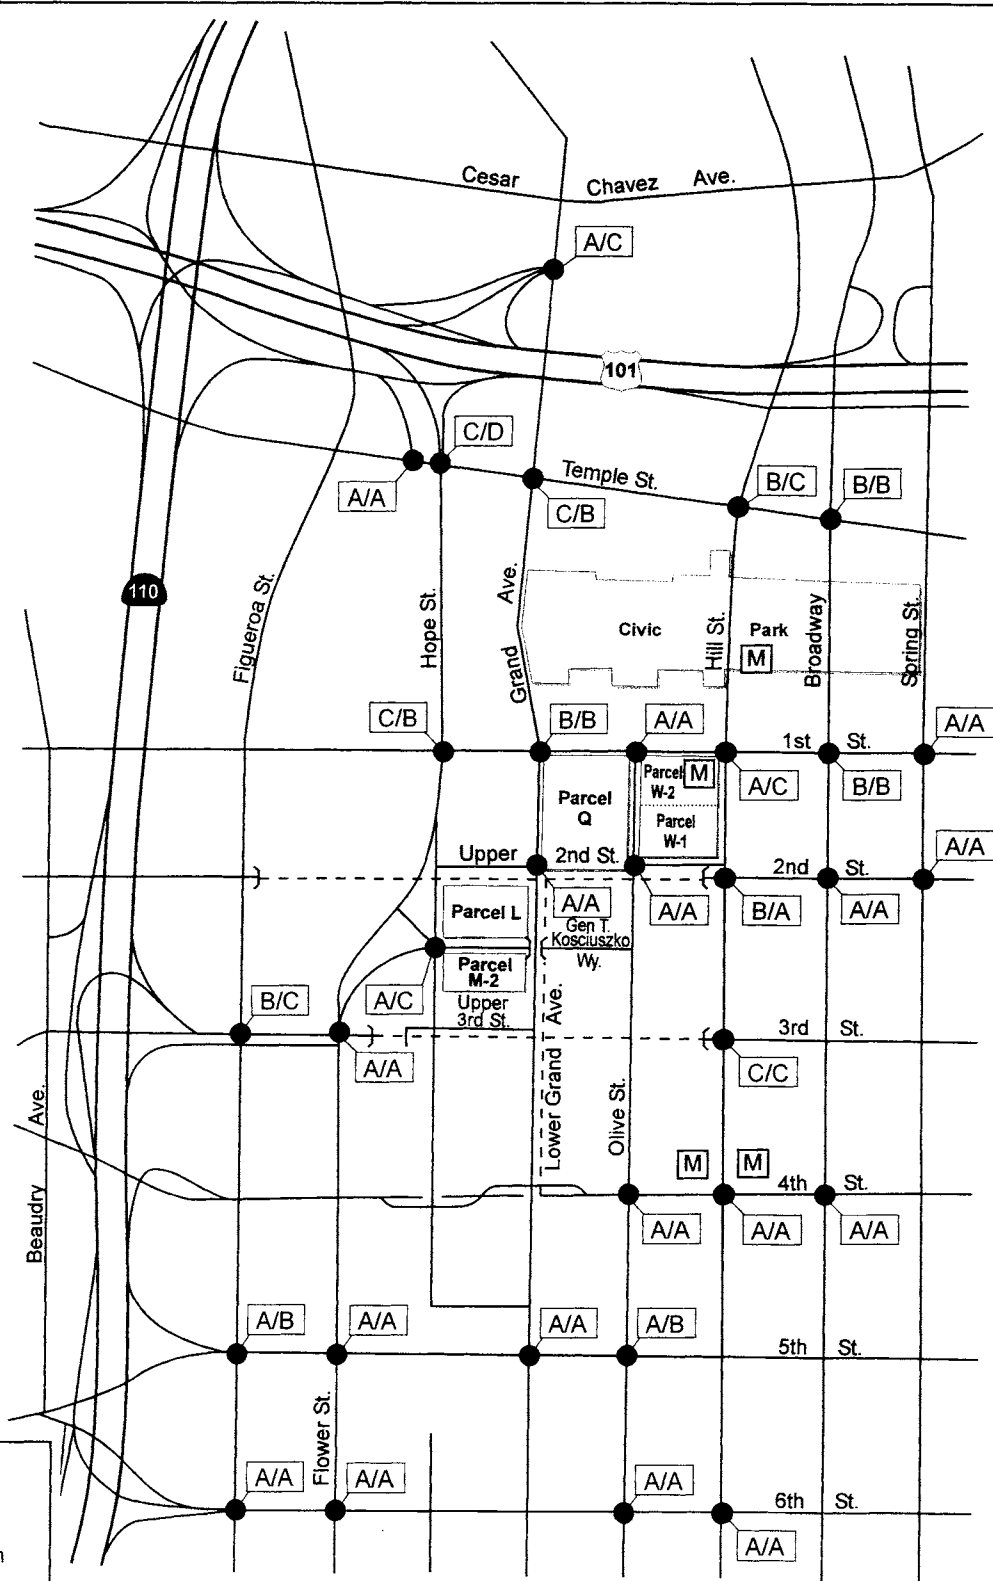 Cesar Chavez Ave.
A/C
101
C/D
A/A
Temple St.
C/B
B/C
B/B
110
Figueroa St.
Hope St.
Grand Ave.
Civic Park
M
Hill St.
Broadway
Spring St.
C/B
B/B
A/A
A/A
1st St.
Parcel W-2
M
A/C
B/B
Parcel Q
Parcel W-1
A/A
Upper 2nd St.
2nd St.
A/A
A/A
B/A
A/A
Parcel L
Gen T. Kosciuszko Wy.
Parcel M-2
A/C
B/C
Upper 3rd St.
A/A
3rd St.
C/C
Lower Grand Ave.
Olive St.
Beaudry Ave.
M
M
4th St.
A/A
A/A
A/A
A/B
A/A
A/A
A/B
5th St.
Flower St.
A/A
A/A
A/A
6th St.
A/A